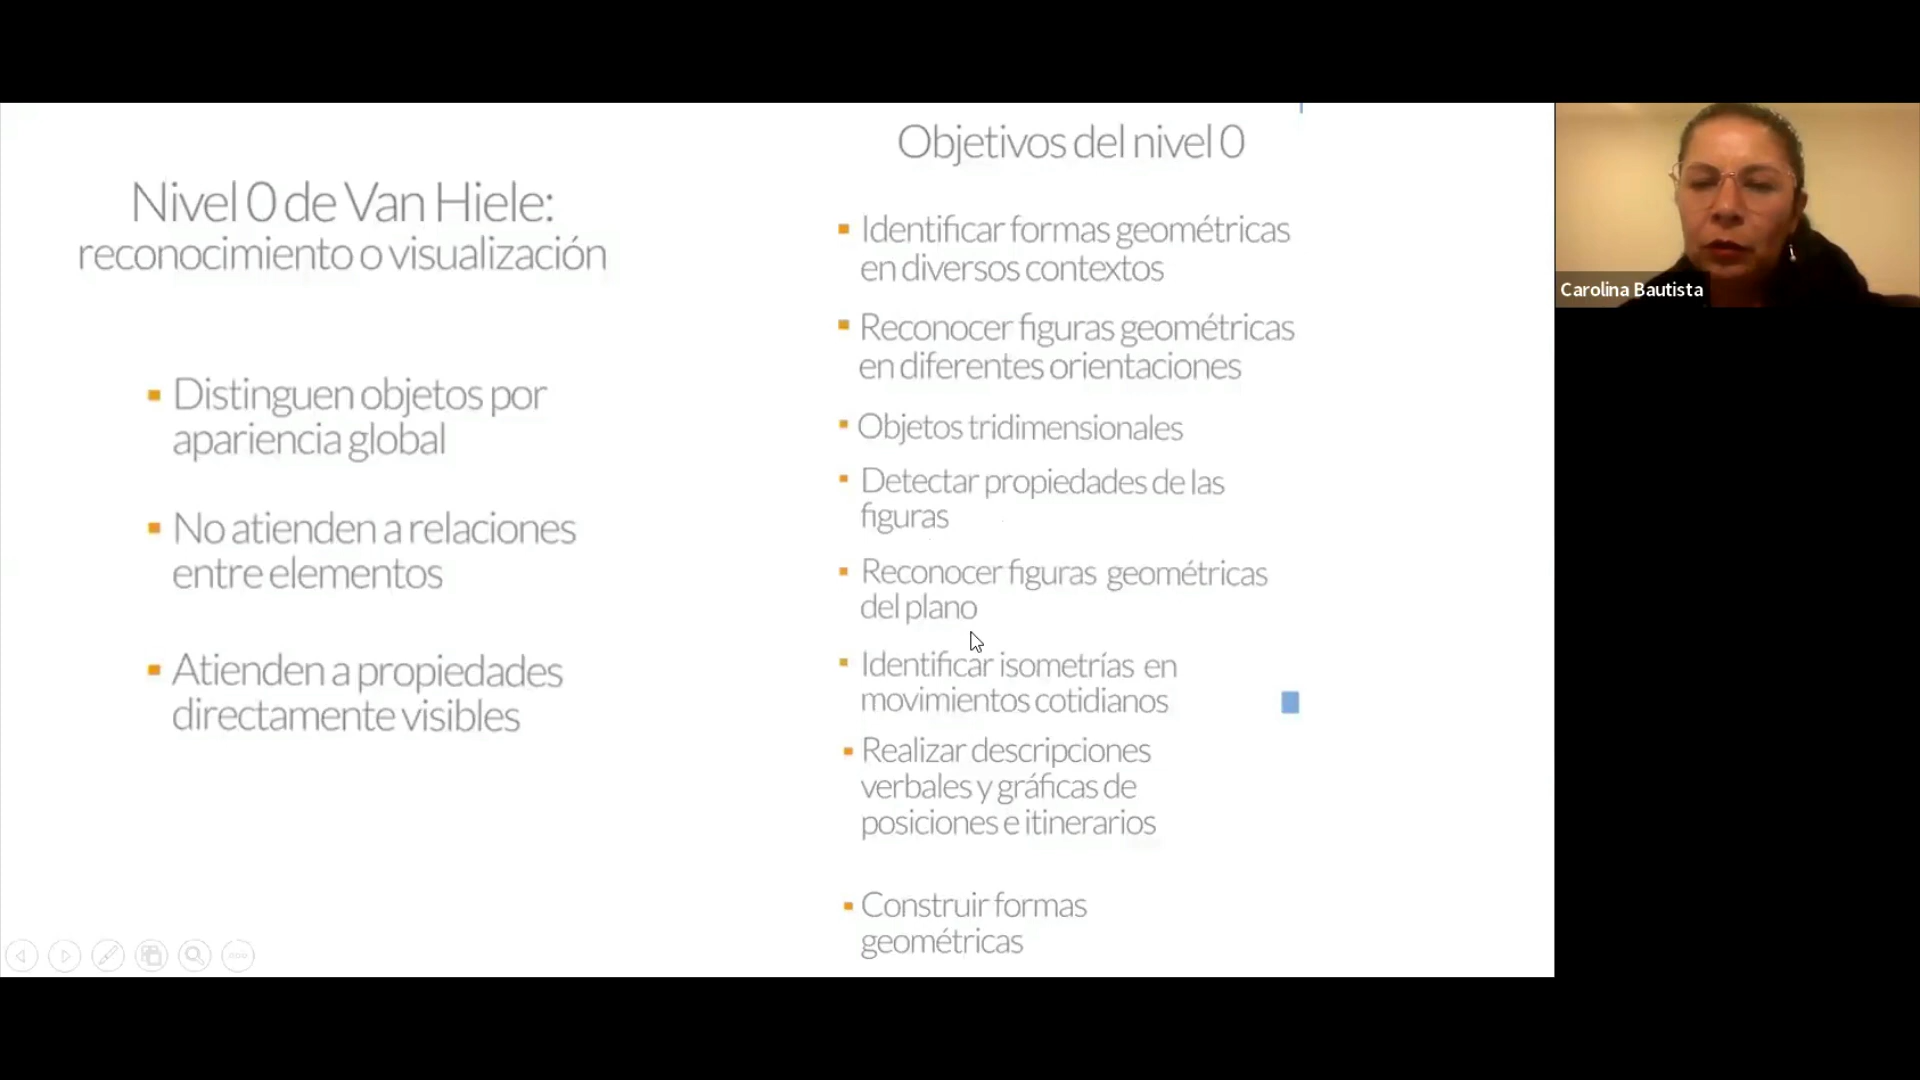 Nivel 0 de Van Hiele:
reconocimiento o visualización
Distinguen objetos por
apariencia global
No atienden a relaciones
entre elementos
Atienden a propiedades
directamente visibles
Objetivos del nivel 0
Identificar formas geométricas
en diversos contextos
Reconocer figuras geométricas
en diferentes orientaciones
Objetos tridimensionales
Detectar propiedades de las
figuras
Reconocer figuras geométricas
del plano
Identificar isometrías en
movimientos cotidianos
Realizar descripciones
verbales y gráficas de
posiciones e itinerarios
Construir formas
geométricas
Carolina Bautista